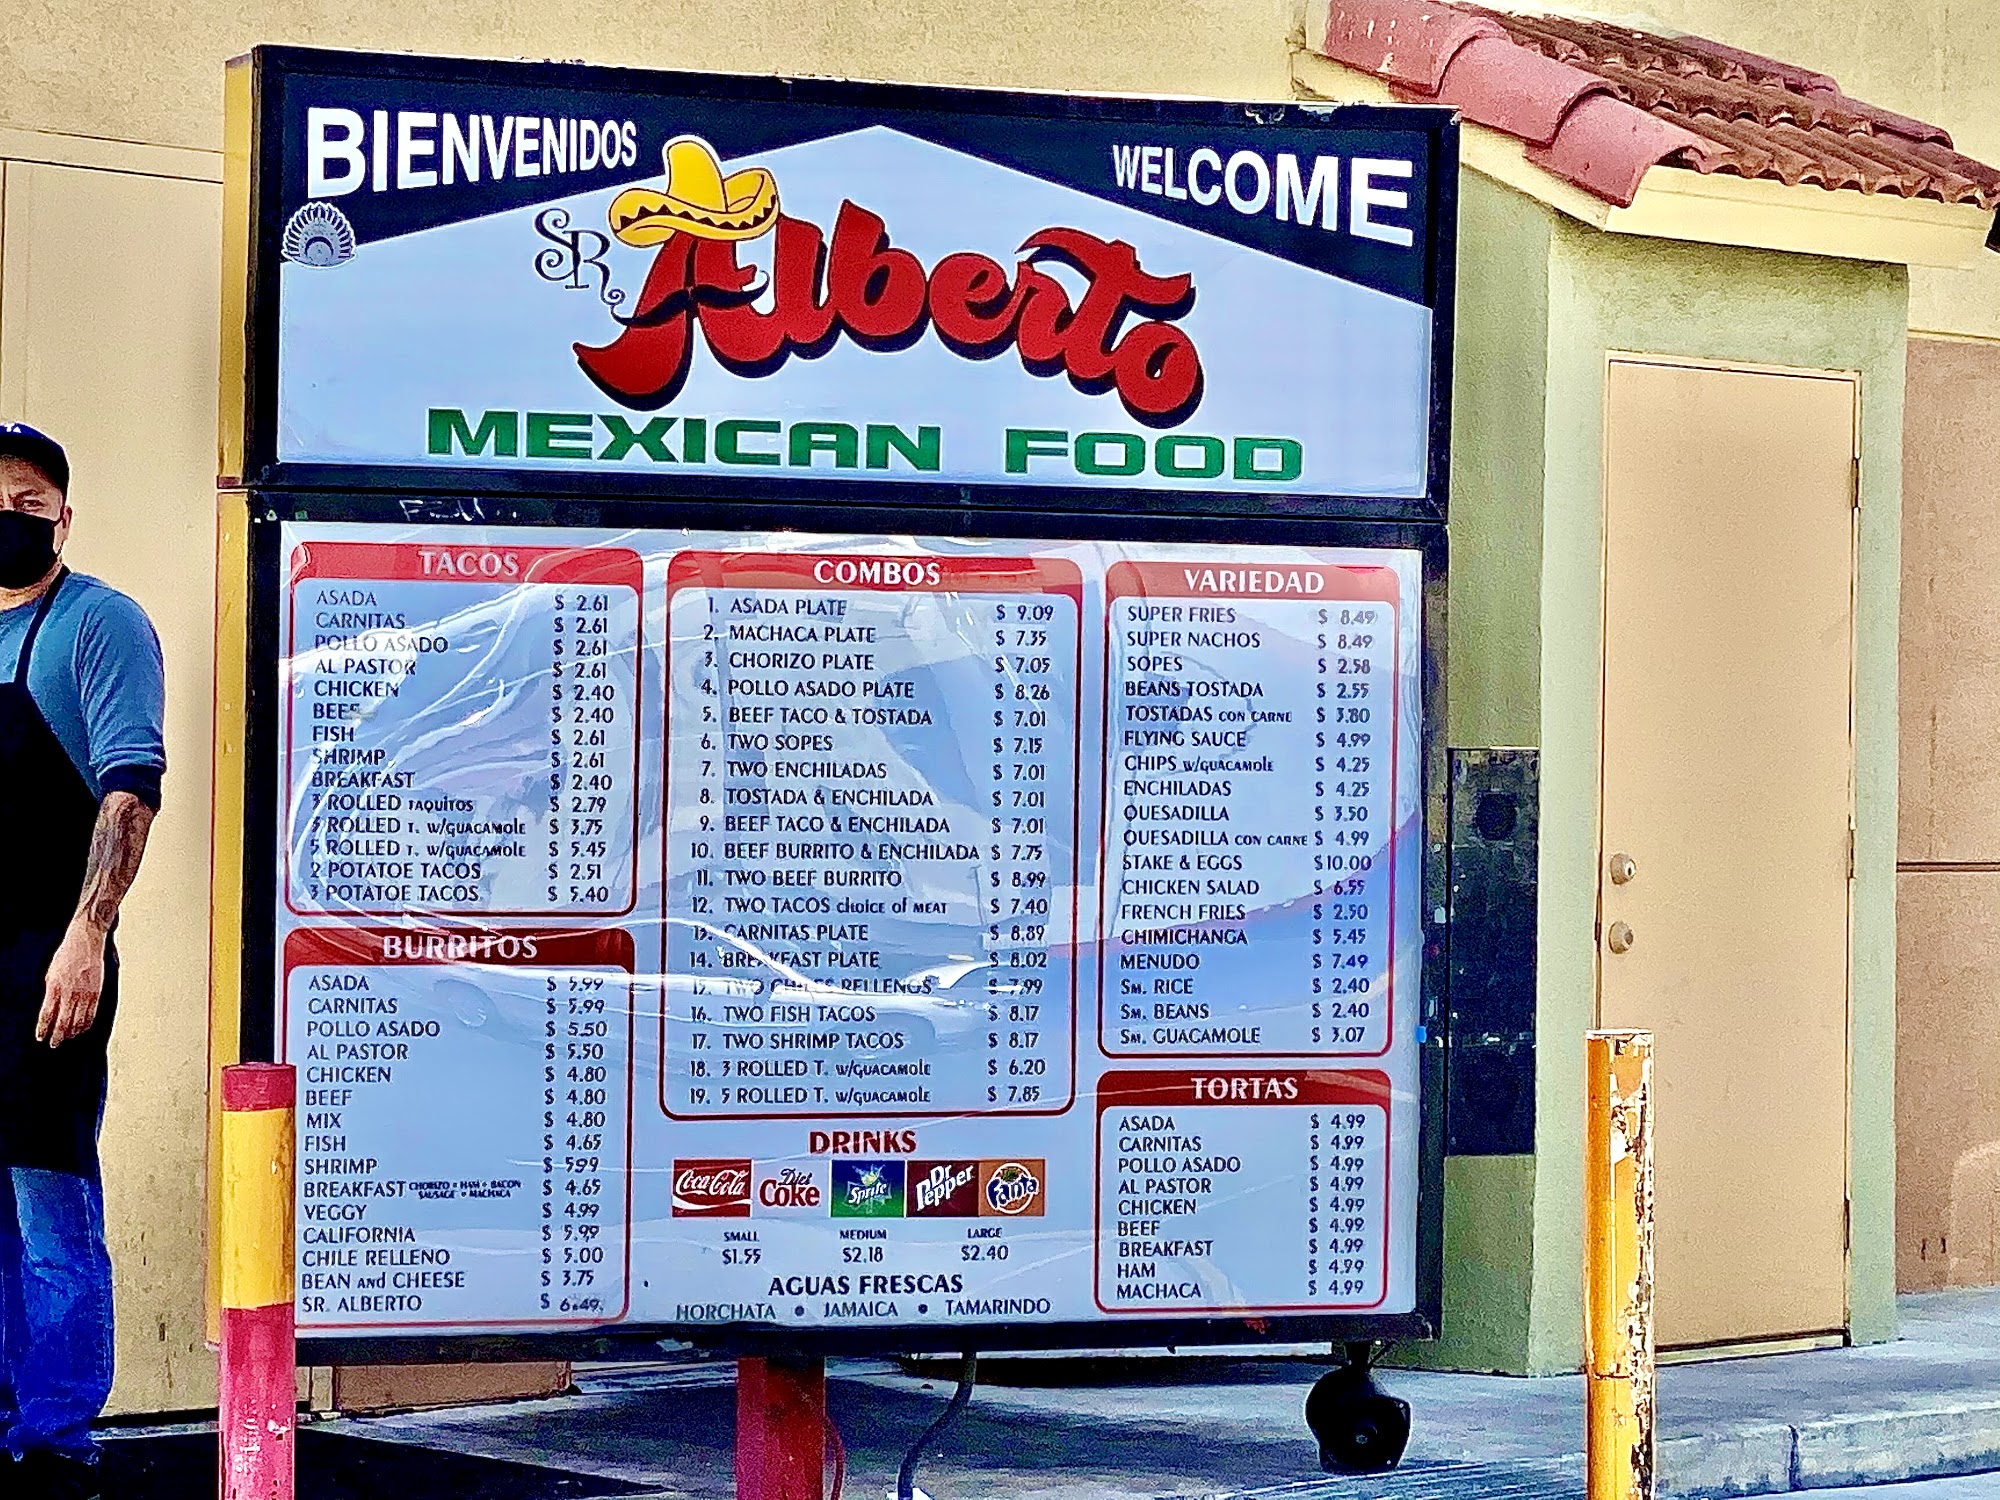 BIENVENIDOS
WELCOME
SR. Alberto
MEXICAN FOOD
TACOS
ASADA $ 2.61
CARNITAS $ 2.61
POLLO ASADO $ 2.61
AL PASTOR $ 2.61
CHICKEN $ 2.40
BEEF $ 2.40
FISH $ 2.61
SHRIMP $ 2.61
BREAKFAST $ 2.40
3 ROLLED TAQUITOS $ 2.79
3 ROLLED T. W/GUACAMOLE $ 3.75
5 ROLLED T. W/GUACAMOLE $ 5.45
2 POTATOE TACOS $ 2.51
3 POTATOE TACOS $ 5.40
BURRITOS
ASADA $ 5.99
CARNITAS $ 5.99
POLLO ASADO $ 5.50
AL PASTOR $ 5.50
CHICKEN $ 4.80
BEEF $ 4.80
MIX $ 4.80
FISH $ 4.65
SHRIMP $ 5.99
BREAKFAST CHORIZO • HAM • BACON SAUSAGE • MACHACA $ 4.65
VEGGY $ 4.99
CALIFORNIA $ 5.99
CHILE RELLENO $ 5.00
BEAN and CHEESE $ 3.75
SR. ALBERTO $ 6.49
COMBOS
1. ASADA PLATE $ 9.09
2. MACHACA PLATE $ 7.35
3. CHORIZO PLATE $ 7.05
4. POLLO ASADO PLATE $ 8.26
5. BEEF TACO & TOSTADA $ 7.01
6. TWO SOPES $ 7.15
7. TWO ENCHILADAS $ 7.01
8. TOSTADA & ENCHILADA $ 7.01
9. BEEF TACO & ENCHILADA $ 7.01
10. BEEF BURRITO & ENCHILADA $ 7.75
11. TWO BEEF BURRITO $ 8.99
12. TWO TACOS choice of MEAT $ 7.40
13. CARNITAS PLATE $ 8.89
14. BREAKFAST PLATE $ 8.02
15. TWO CHILES RELLENOS $ 7.99
16. TWO FISH TACOS $ 8.17
17. TWO SHRIMP TACOS $ 8.17
18. 3 ROLLED T. W/GUACAMOLE $ 6.20
19. 5 ROLLED T. W/GUACAMOLE $ 7.85
DRINKS
Coca-Cola Diet Coke Sprite Dr Pepper Fanta
SMALL MEDIUM LARGE
$1.55 $2.18 $2.40
AGUAS FRESCAS
HORCHATA • JAMAICA • TAMARINDO
VARIEDAD
SUPER FRIES $ 8.49
SUPER NACHOS $ 8.49
SOPES $ 2.58
BEANS TOSTADA $ 2.55
TOSTADAS CON CARNE $ 3.80
FLYING SAUCE $ 4.99
CHIPS W/GUACAMOLE $ 4.25
ENCHILADAS $ 4.25
QUESADILLA $ 3.50
QUESADILLA CON CARNE $ 4.99
STAKE & EGGS $10.00
CHICKEN SALAD $ 6.55
FRENCH FRIES $ 2.50
CHIMICHANGA $ 5.45
MENUDO $ 7.49
SM. RICE $ 2.40
SM. BEANS $ 2.40
SM. GUACAMOLE $ 3.07
TORTAS
ASADA $ 4.99
CARNITAS $ 4.99
POLLO ASADO $ 4.99
AL PASTOR $ 4.99
CHICKEN $ 4.99
BEEF $ 4.99
BREAKFAST $ 4.99
HAM $ 4.99
MACHACA $ 4.99